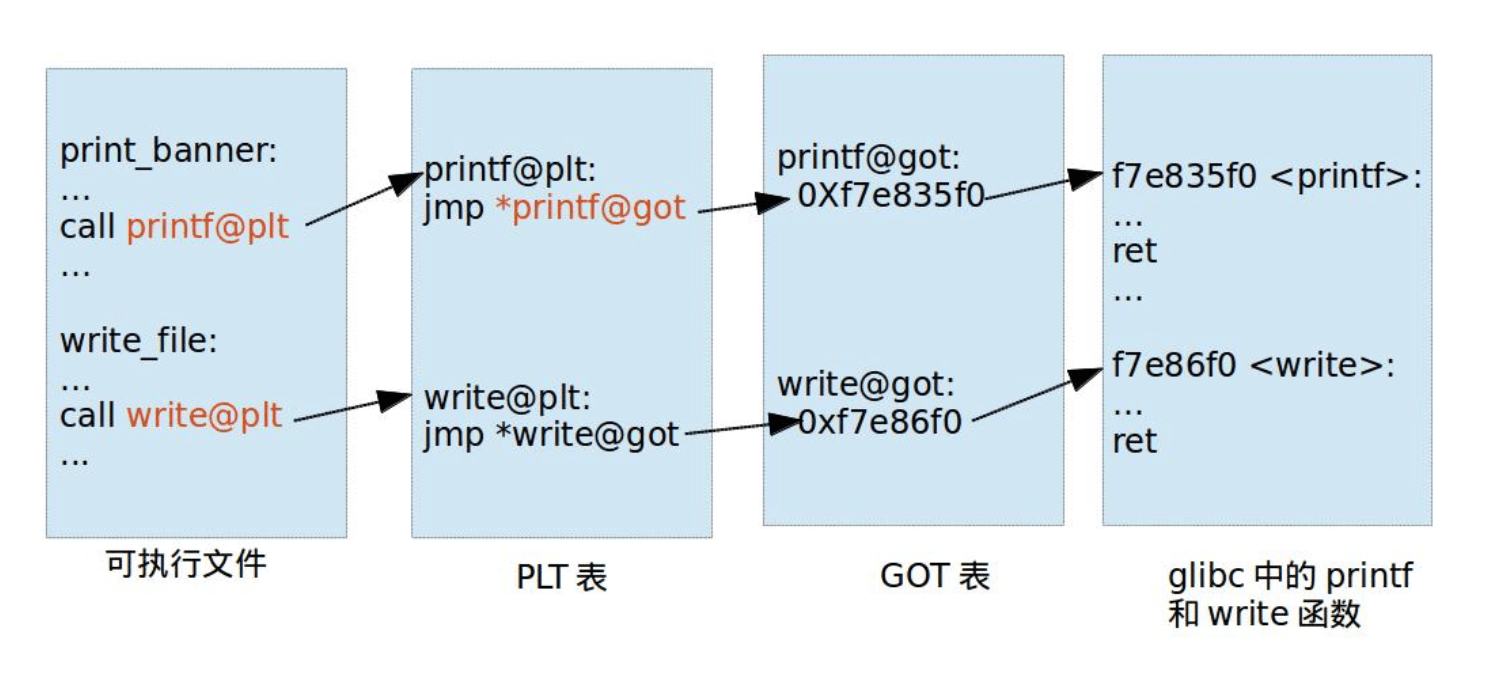 print_banner:
...
call printf@plt
...
write_file:
...
call write@plt
...
可执行文件
printf@plt:
jmp *printf@got
write@plt:
jmp *write@got
PLT 表
printf@got:
0Xf7e835f0
write@got:
0xf7e86f0
GOT 表
f7e835f0 <printf>:
...
ret
...
f7e86f0 <write>:
...
ret
glibc 中的 printf
和 write 函数